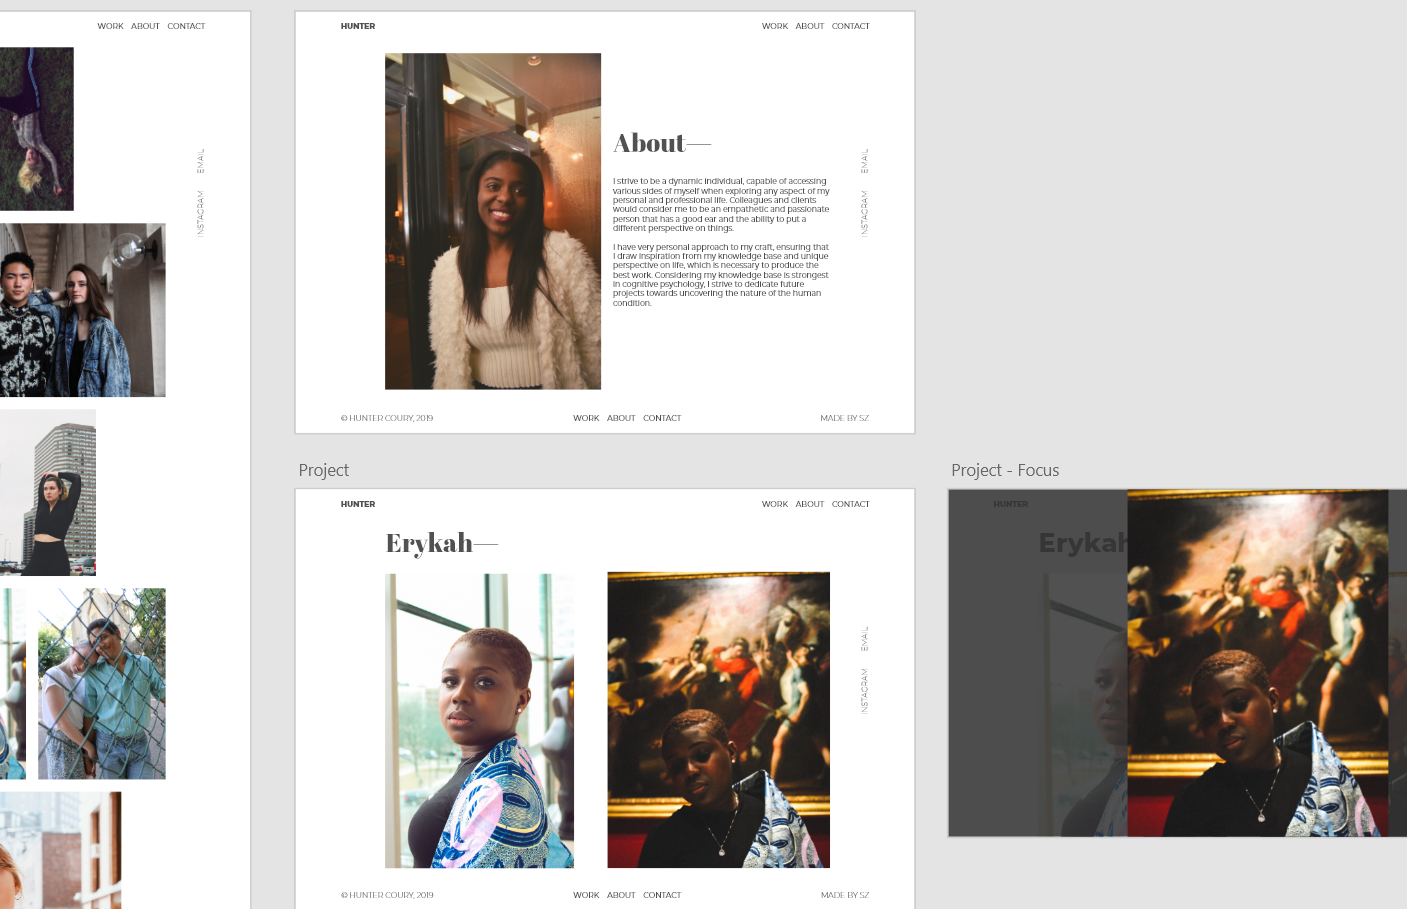 WORK ABOUT CONTACT
EMAIL
INSTAGRAM
HUNTER
WORK ABOUT CONTACT
About—
I strive to be a dynamic individual, capable of accessing
various sides of myself when exploring any aspect of my
personal and professional life. Colleagues and clients
would consider me to be an empathetic and passionate
person that has a good ear and the ability to put a
different perspective on things.
I have very personal approach to my craft, ensuring that
I draw inspiration from my knowledge base and unique
perspective on life, which is necessary to produce the
best work. Considering my knowledge base is strongest
in cognitive psychology, I strive to dedicate future
projects towards uncovering the nature of the human
condition.
EMAIL
INSTAGRAM
© HUNTER COURY, 2019
WORK ABOUT CONTACT
MADE BY SZ
Project
HUNTER
WORK ABOUT CONTACT
Erykah—
EMAIL
INSTAGRAM
© HUNTER COURY, 2019
WORK ABOUT CONTACT
MADE BY SZ
Project - Focus
HUNTER
Erykah